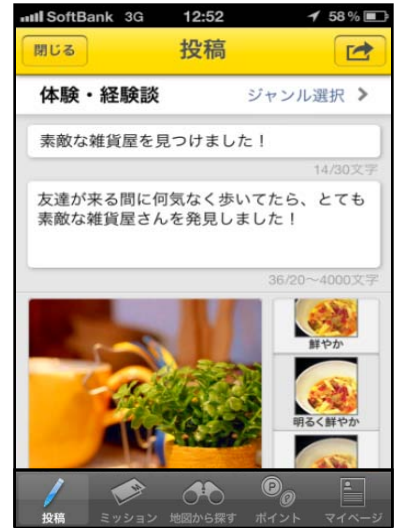 SoftBank 3G 12:52 58%
閉じる 投稿
体験・経験談 ジャンル選択 >
素敵な雑貨屋を見つけました！
14/30文字
友達が来る間に何気なく歩いてたら、とても
素敵な雑貨屋さんを発見しました！
36/20〜4000文字
鮮やか
明るく鮮やか
投稿 ミッション 地図から探す ポイント マイページ